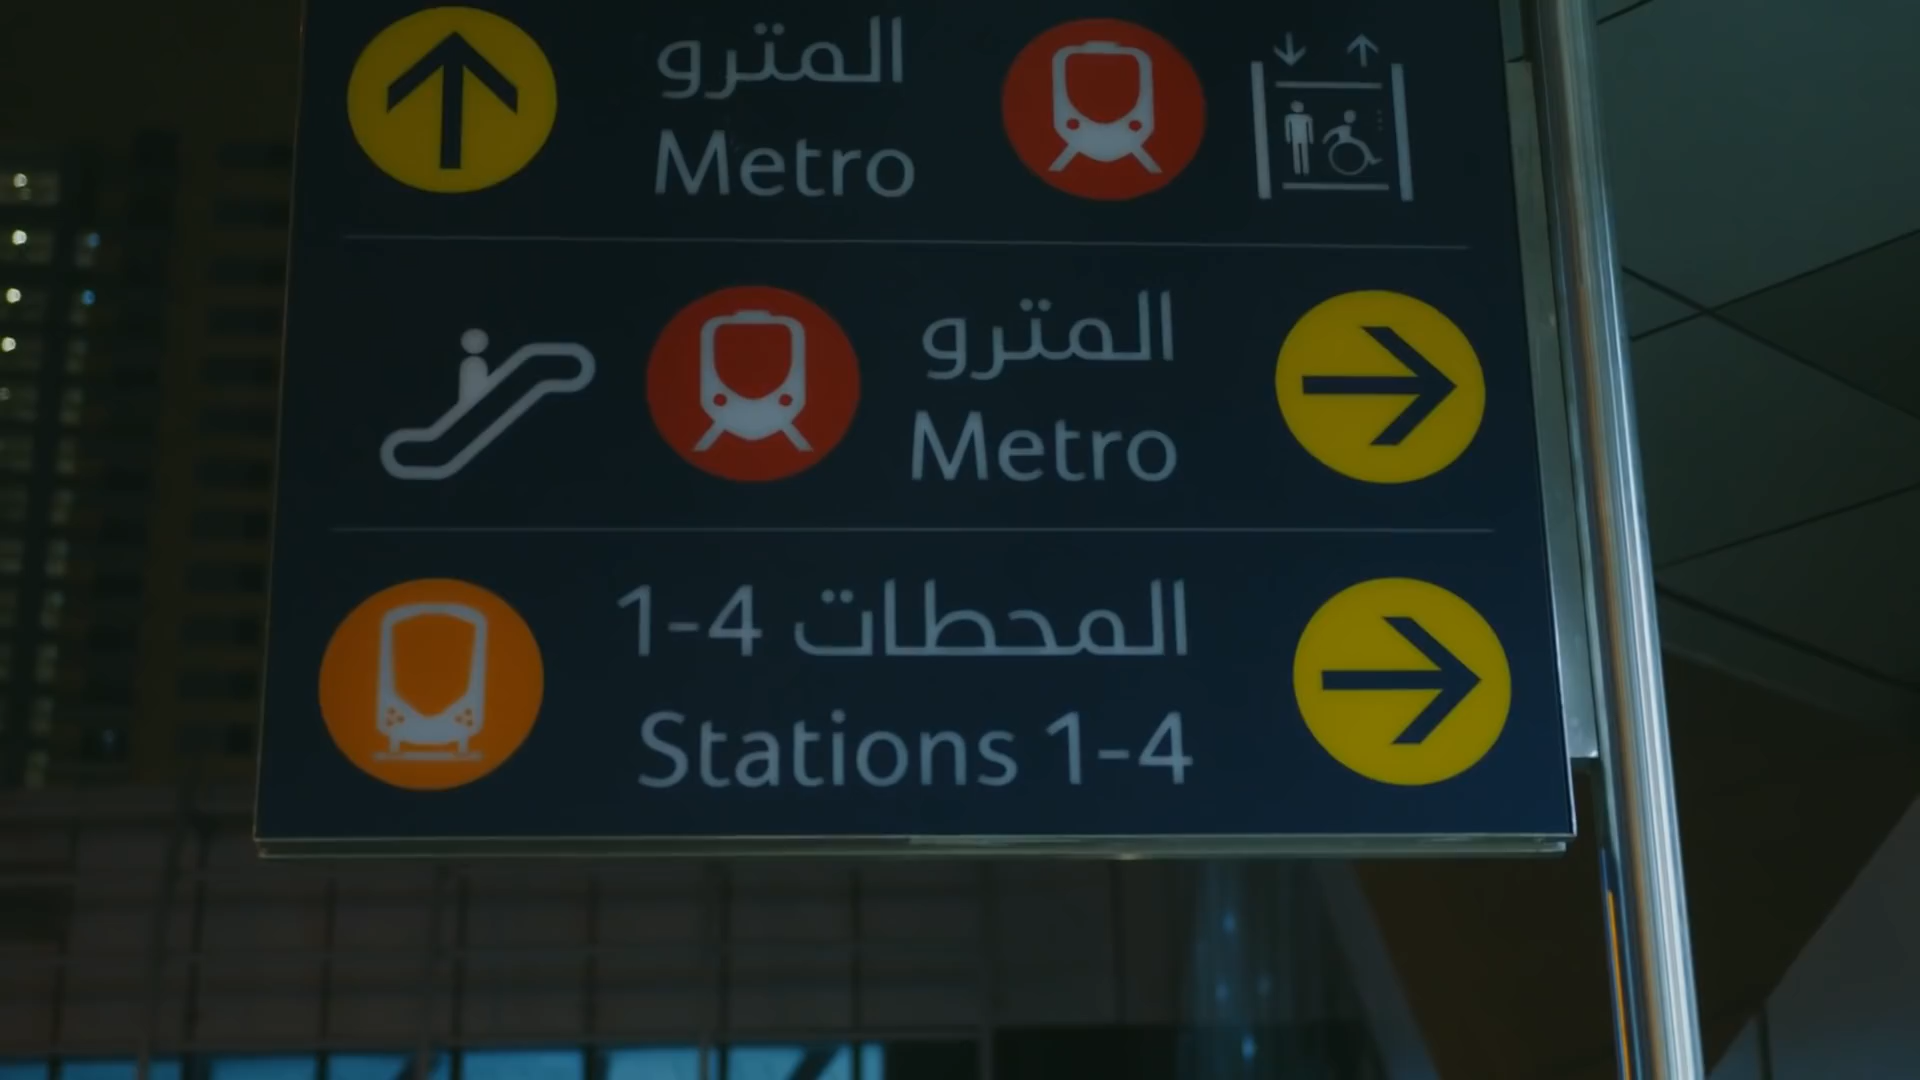 المترو
Metro
المترو
Metro
المحطات 1-4
Stations 1-4